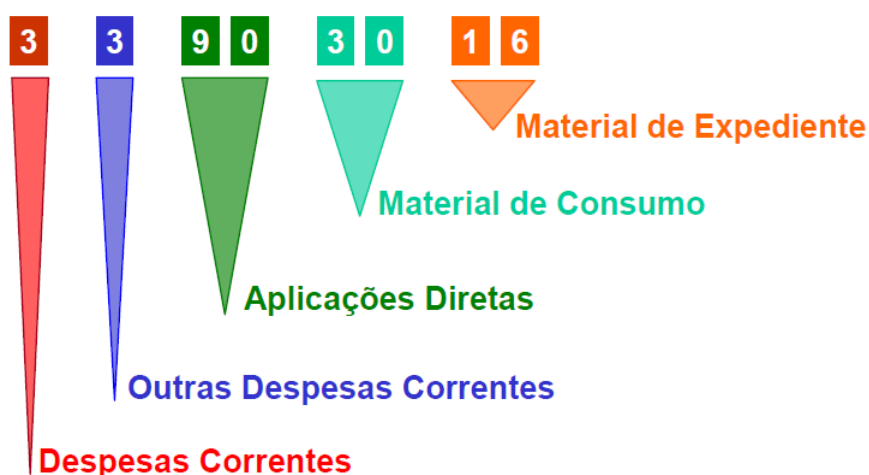 3 3 9 0 3 0 1 6
Material de Expediente
Material de Consumo
Aplicações Diretas
Outras Despesas Correntes
Despesas Correntes